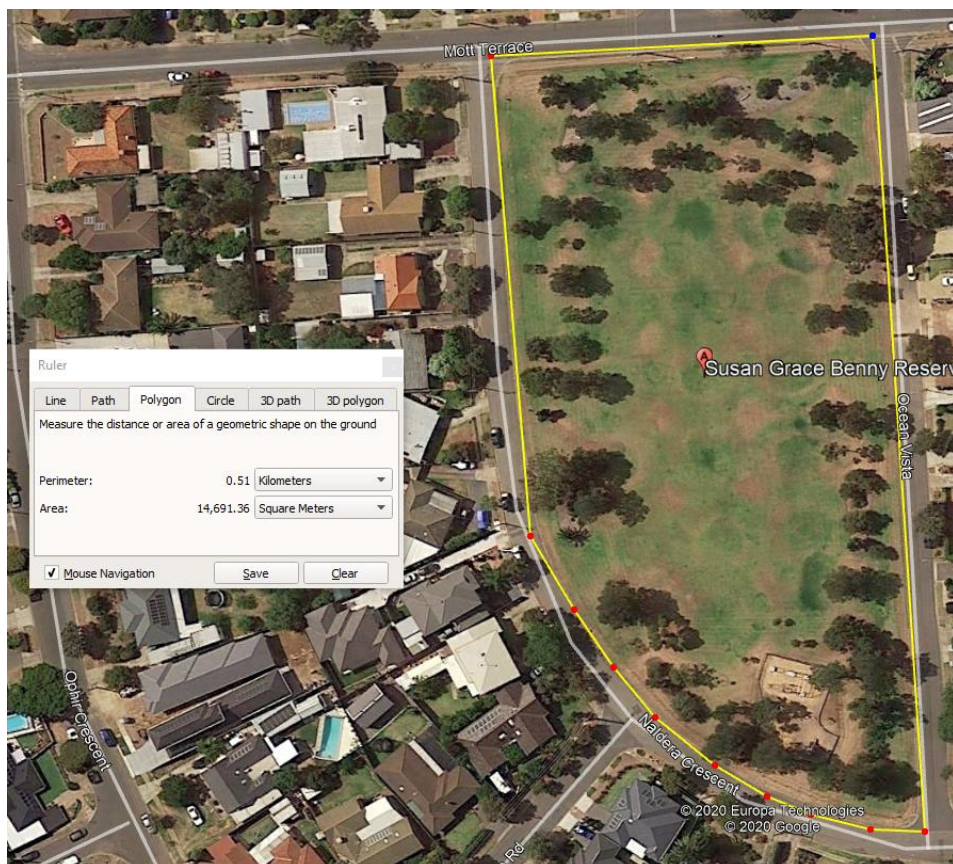 Mott Terrace
Susan Grace Benny Reserv
Ocean Vista
Ruler
Line Path Polygon Circle 3D path 3D polygon
Measure the distance or area of a geometric shape on the ground
Perimeter: 0.51 Kilometers
Area: 14,691.36 Square Meters
Mouse Navigation Save Clear
Ophir Crescent
Naldera Crescent
Rd
© 2020 Europa Technologies
© 2020 Google
A